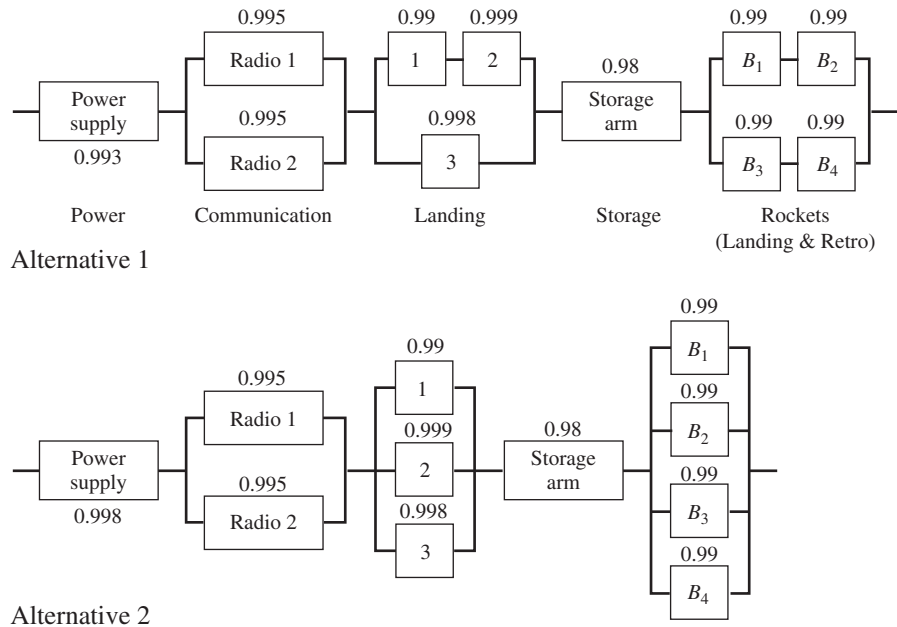 0.995 0.99 0.999 0.99 0.99
Radio 1 1 2 B₁ B₂
0.98
Power supply
Storage arm
0.995 0.998 0.99 0.99
0.993
Radio 2 3 B₃ B₄
Power Communication Landing Storage Rockets
(Landing & Retro)
Alternative 1
0.99
B₁
0.99
0.995 1 0.99
Radio 1 0.999 0.98 B₂
Power supply
2
Storage arm
0.995 0.998 0.99
0.998
Radio 2 3 B₃
0.99
B₄
Alternative 2